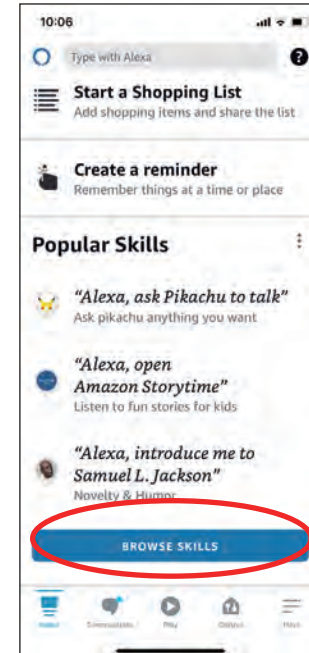 10:06
Type with Alexa
?
Start a Shopping List
Add shopping items and share the list
Create a reminder
Remember things at a time or place
Popular Skills
“Alexa, ask Pikachu to talk”
Ask pikachu anything you want
“Alexa, open
Amazon Storytime”
Listen to fun stories for kids
“Alexa, introduce me to
Samuel L. Jackson”
Novelty & Humor
BROWSE SKILLS
Play